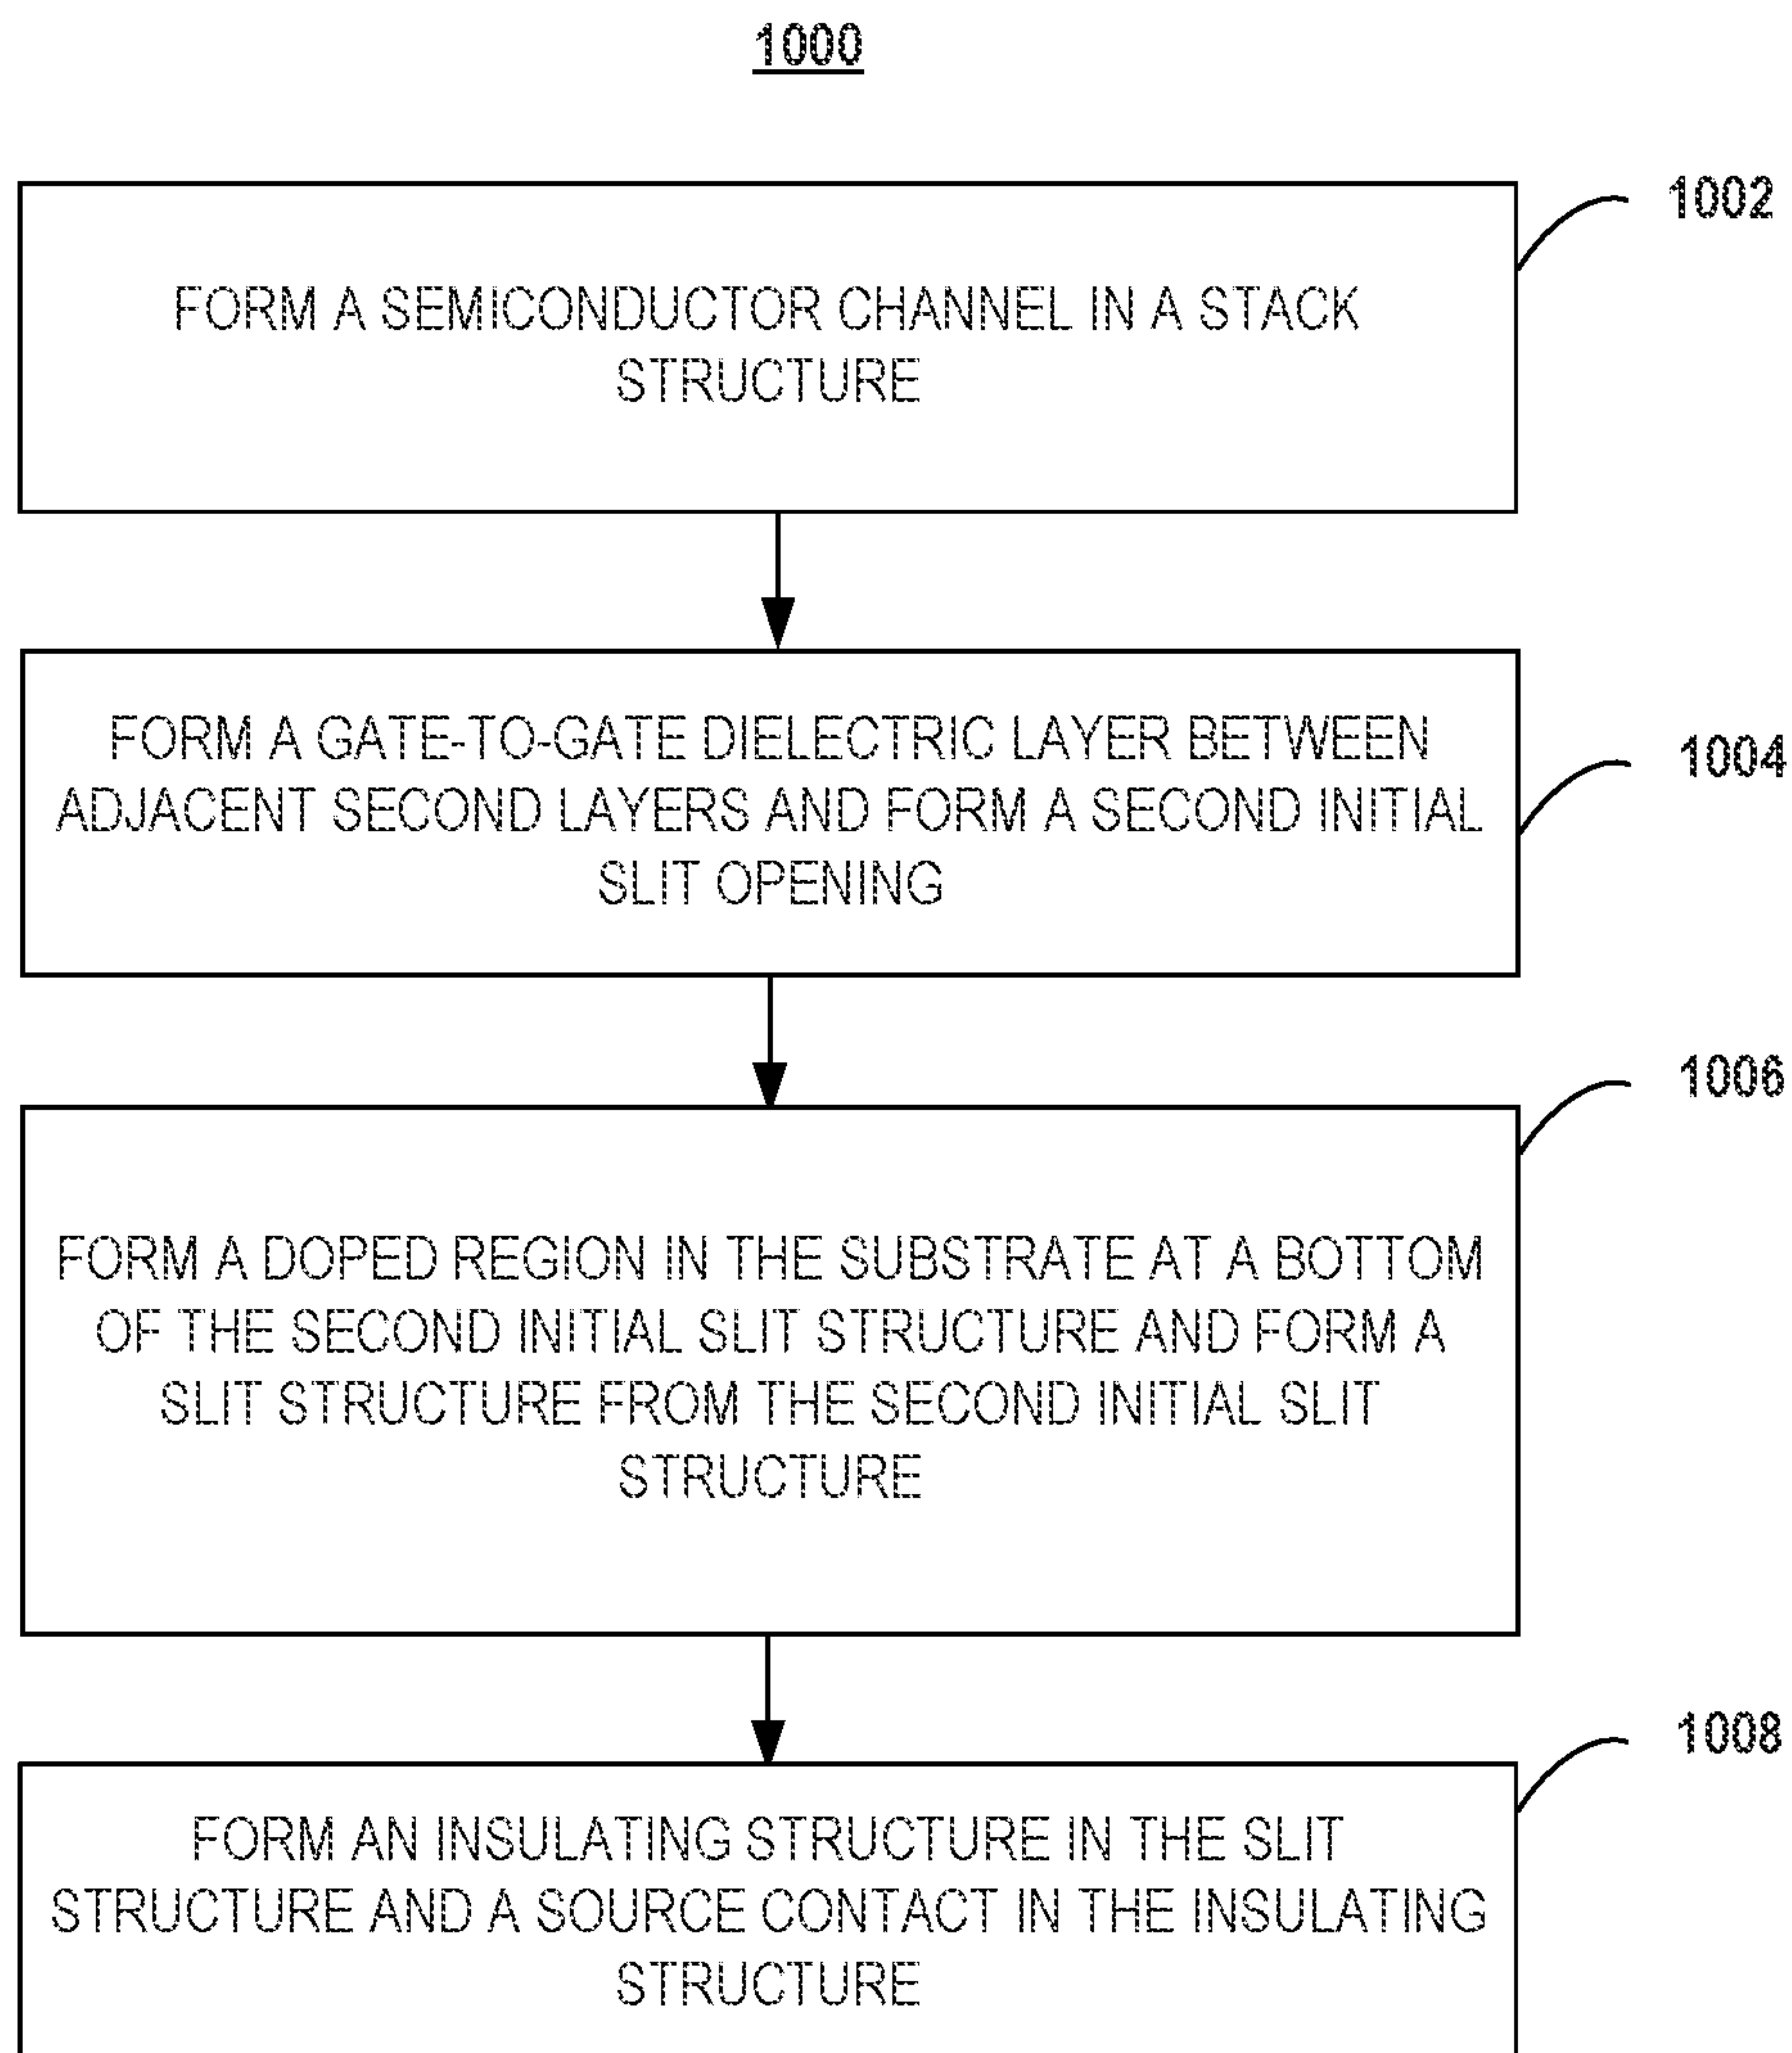 1000
1002
FORM A SEMICONDUCTOR CHANNEL IN A STACK
STRUCTURE
FORM A GATE-TO-GATE DIELECTRIC LAYER BETWEEN
1004
ADJACENT SECOND LAYERS AND FORM A SECOND INITIAL
SLIT OPENING
1006
FORM A DOPED REGION IN THE SUBSTRATE AT A BOTTOM
OF THE SECOND INITIAL SLIT STRUCTURE AND FORM A
SLIT STRUCTURE FROM THE SECOND INITIAL SLIT
STRUCTURE
1008
FORM AN INSULATING STRUCTURE IN THE SLIT
STRUCTURE AND A SOURCE CONTACT IN THE INSULATING
STRUCTURE